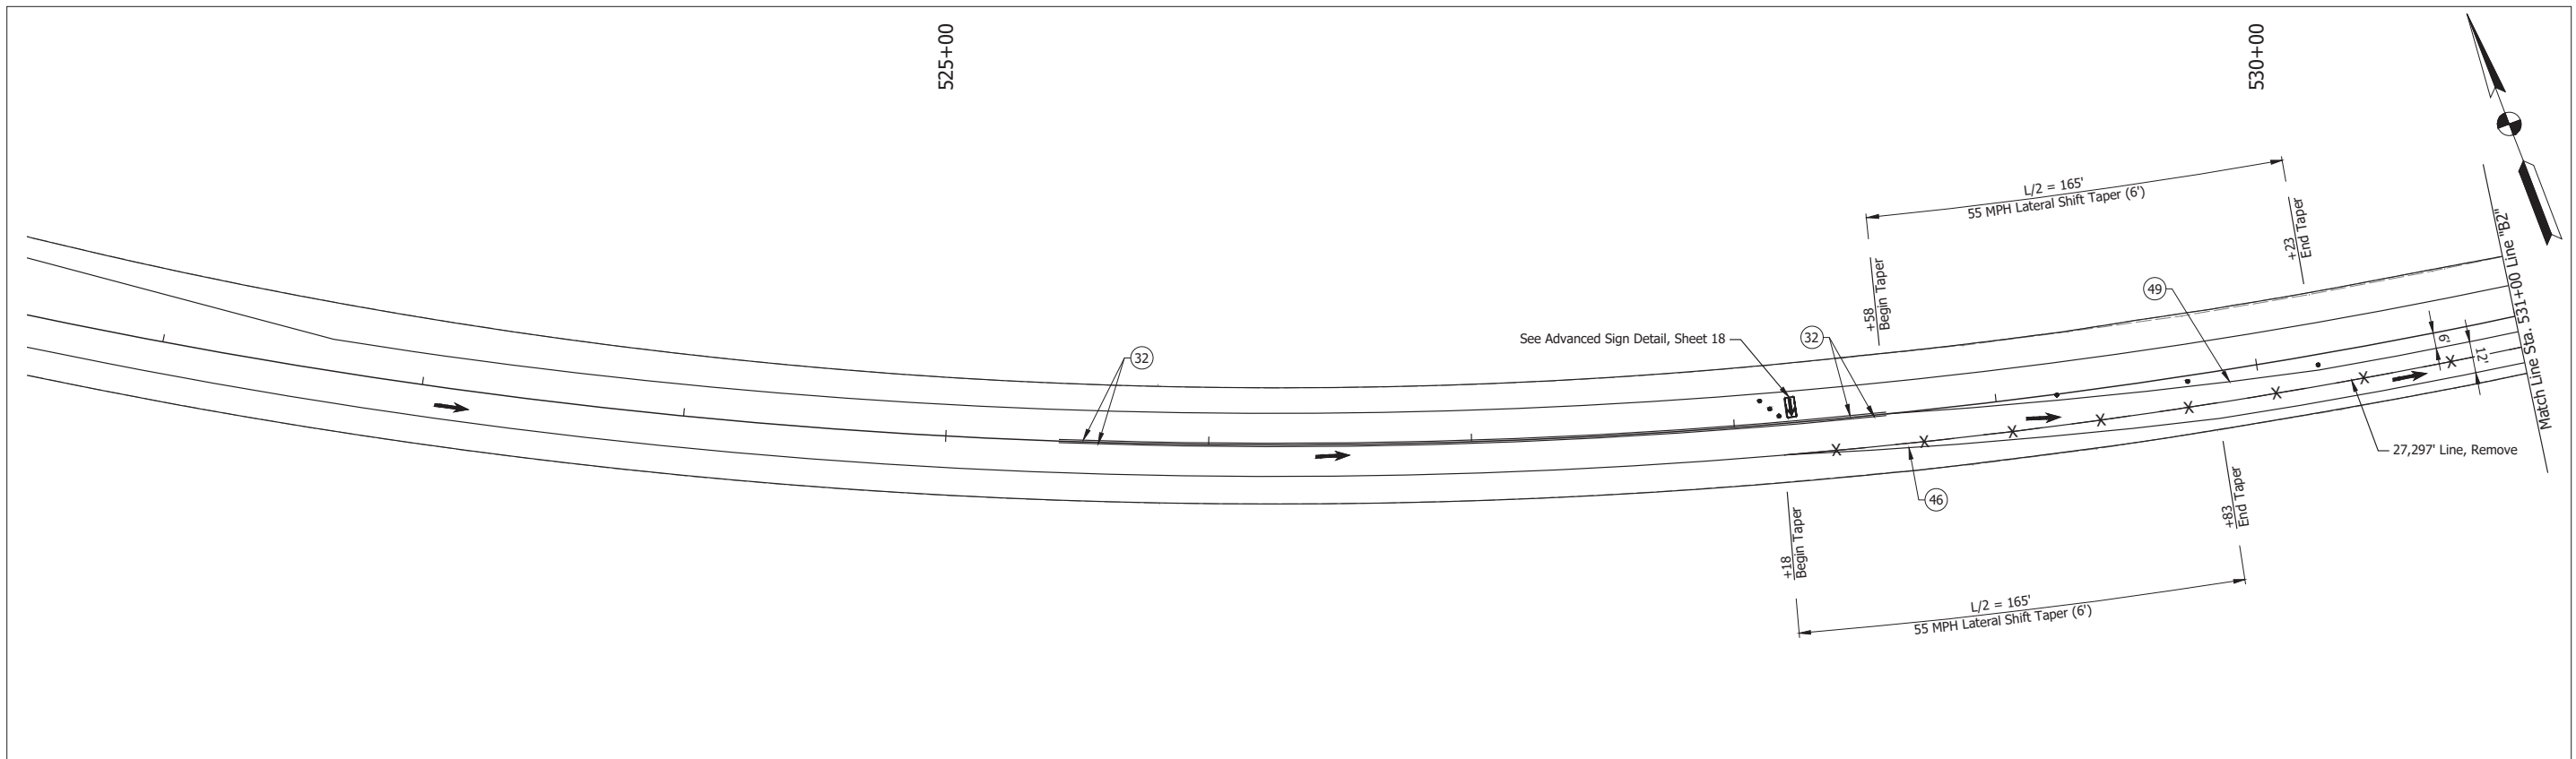 525+00
530+00
L/2 = 165'
55 MPH Lateral Shift Taper (6')
+58
Begin Taper
+23
End Taper
Match Line Sta. 531+00 Line "B2"
49
See Advanced Sign Detail, Sheet 18
32
32
6'
12'
X X X X X X X X
27,297' Line, Remove
46
+18
Begin Taper
+83
End Taper
L/2 = 165'
55 MPH Lateral Shift Taper (6')